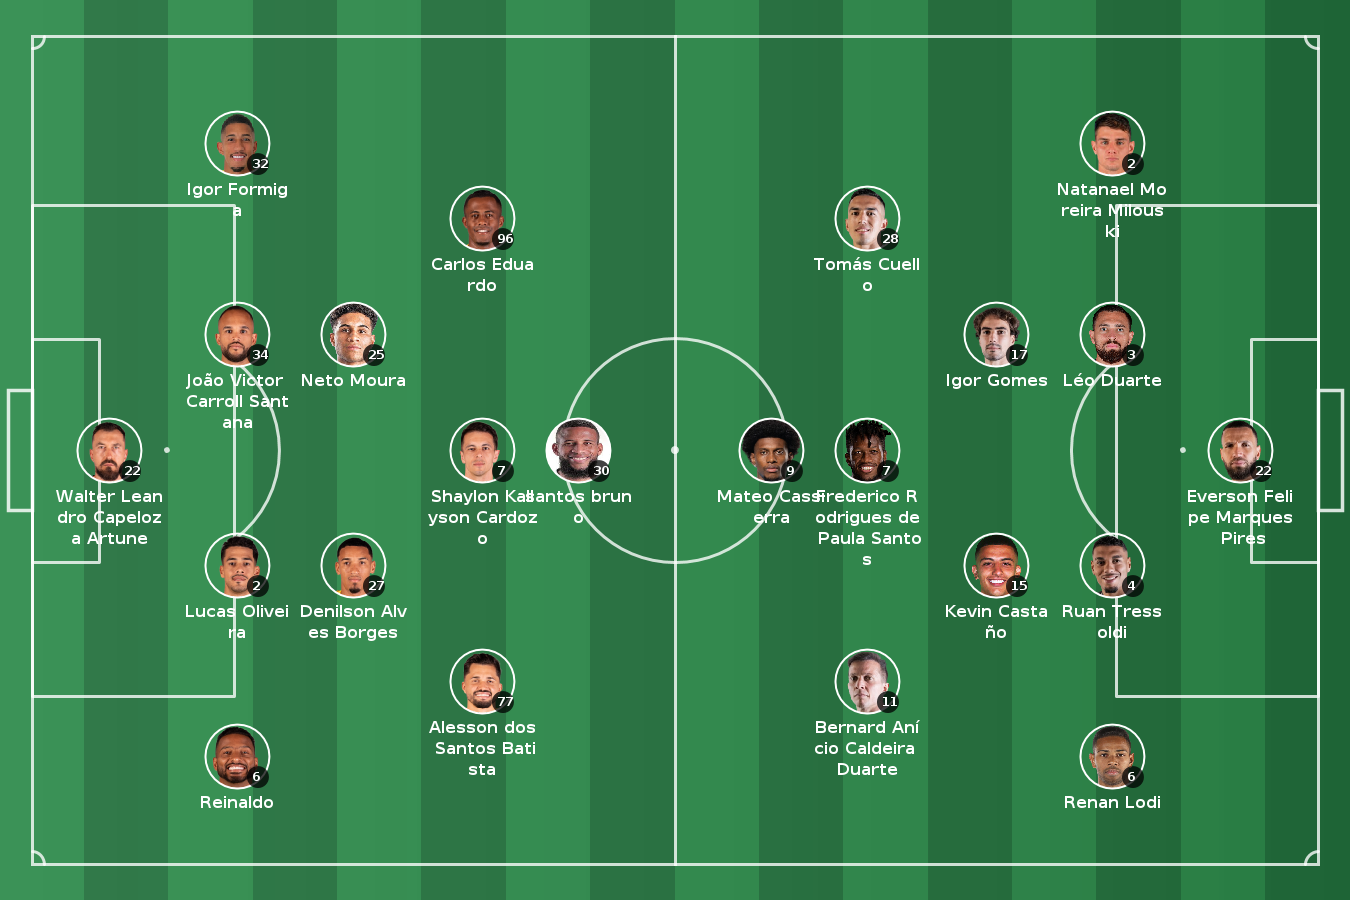 32
Igor Formig
a
2
Natanael Mo
reira Milous
ki
96
Carlos Edua
rdo
28
Tomás Cuell
o
34
João Victor
Carroll Sant
ana
25
Neto Moura
17
Igor Gomes
3
Léo Duarte
22
Walter Lean
dro Capeloz
a Artune
7
Shaylon Kall
yson Cardoz
o
30
Santos brun
o
9
Mateo Cassi
erra
7
Frederico R
odrigues de
Paula Santo
s
22
Everson Feli
pe Marques
Pires
2
Lucas Olivei
ra
27
Denilson Alv
es Borges
15
Kevin Casta
ño
4
Ruan Tress
oldi
77
Alesson dos
Santos Bati
sta
11
Bernard Aní
cio Caldeira
Duarte
6
Reinaldo
6
Renan Lodi